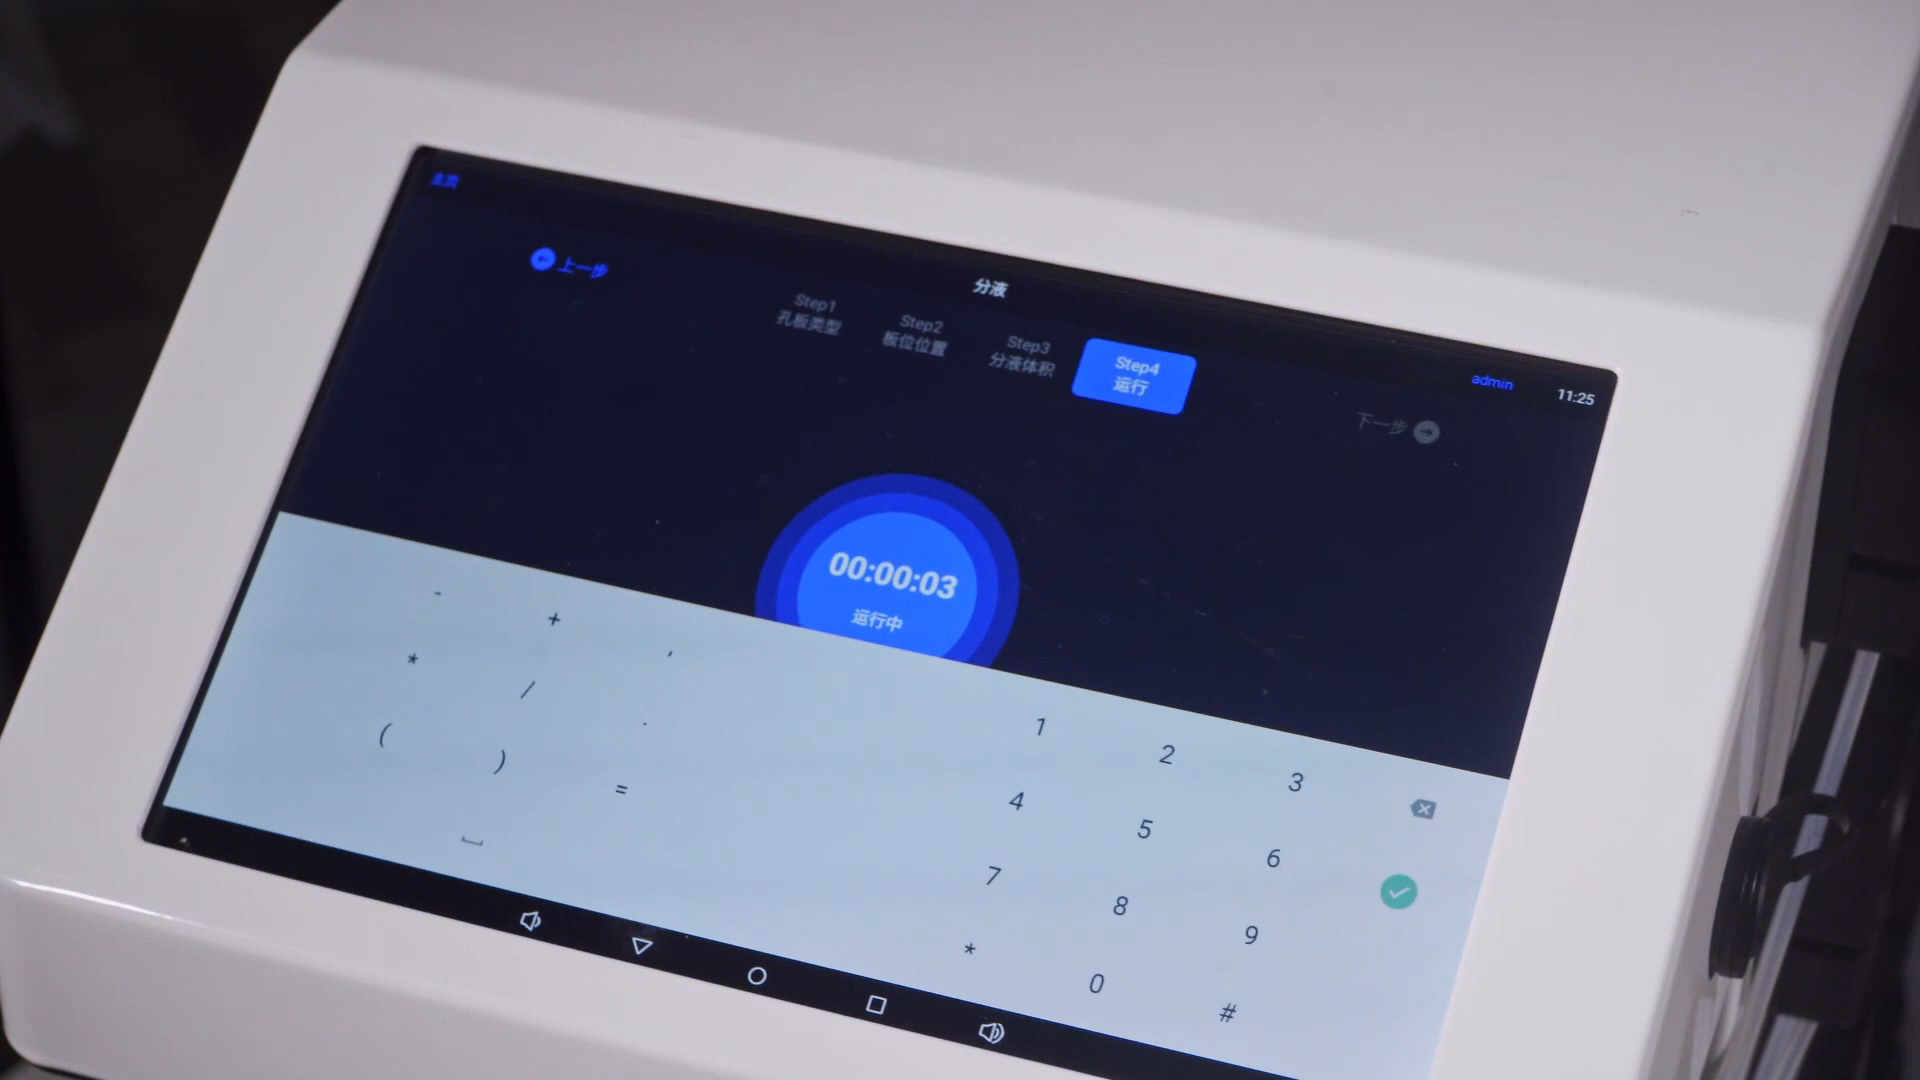 主页
分液
admin
11:25
上一步
Step1
孔板类型
Step2
板位位置
Step3
分液体积
Step4
运行
下一步
00:00:03
运行中
- + ,
* / .
( ) =
1 2 3
4 5 6
7 8 9
* 0 #